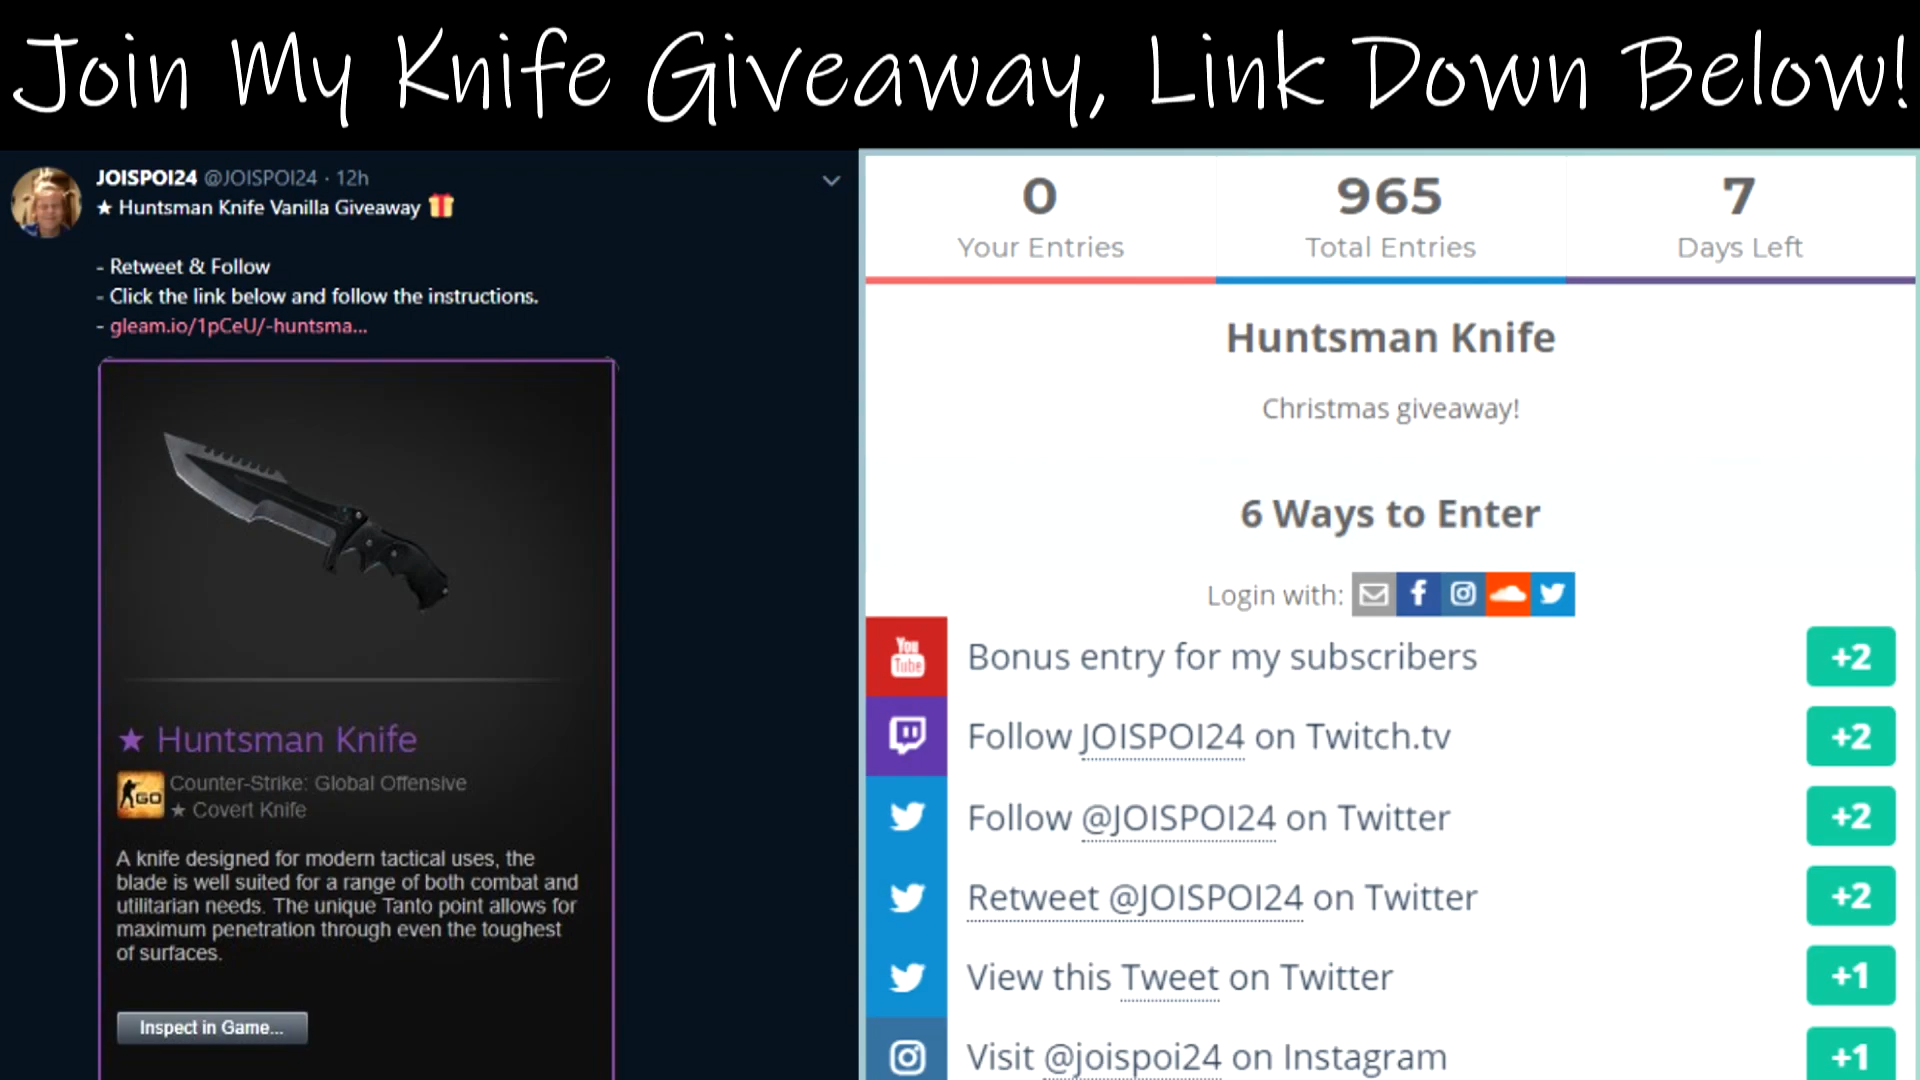 Join My Knife Giveaway, Link Down Below!
JOISPOI24 @JOISPOI24 · 12h
★ Huntsman Knife Vanilla Giveaway 🎁
- Retweet & Follow
- Click the link below and follow the instructions.
- gleam.io/1pCeU/-huntsma...
★ Huntsman Knife
GO
Counter-Strike: Global Offensive
★ Covert Knife
A knife designed for modern tactical uses, the
blade is well suited for a range of both combat and
utilitarian needs. The unique Tanto point allows for
maximum penetration through even the toughest
of surfaces.
Inspect in Game...
0
Your Entries
965
Total Entries
7
Days Left
Huntsman Knife
Christmas giveaway!
6 Ways to Enter
Login with:
You Tube
Bonus entry for my subscribers
+2
Follow JOISPOI24 on Twitch.tv
+2
Follow @JOISPOI24 on Twitter
+2
Retweet @JOISPOI24 on Twitter
+2
View this Tweet on Twitter
+1
Visit @joispoi24 on Instagram
+1